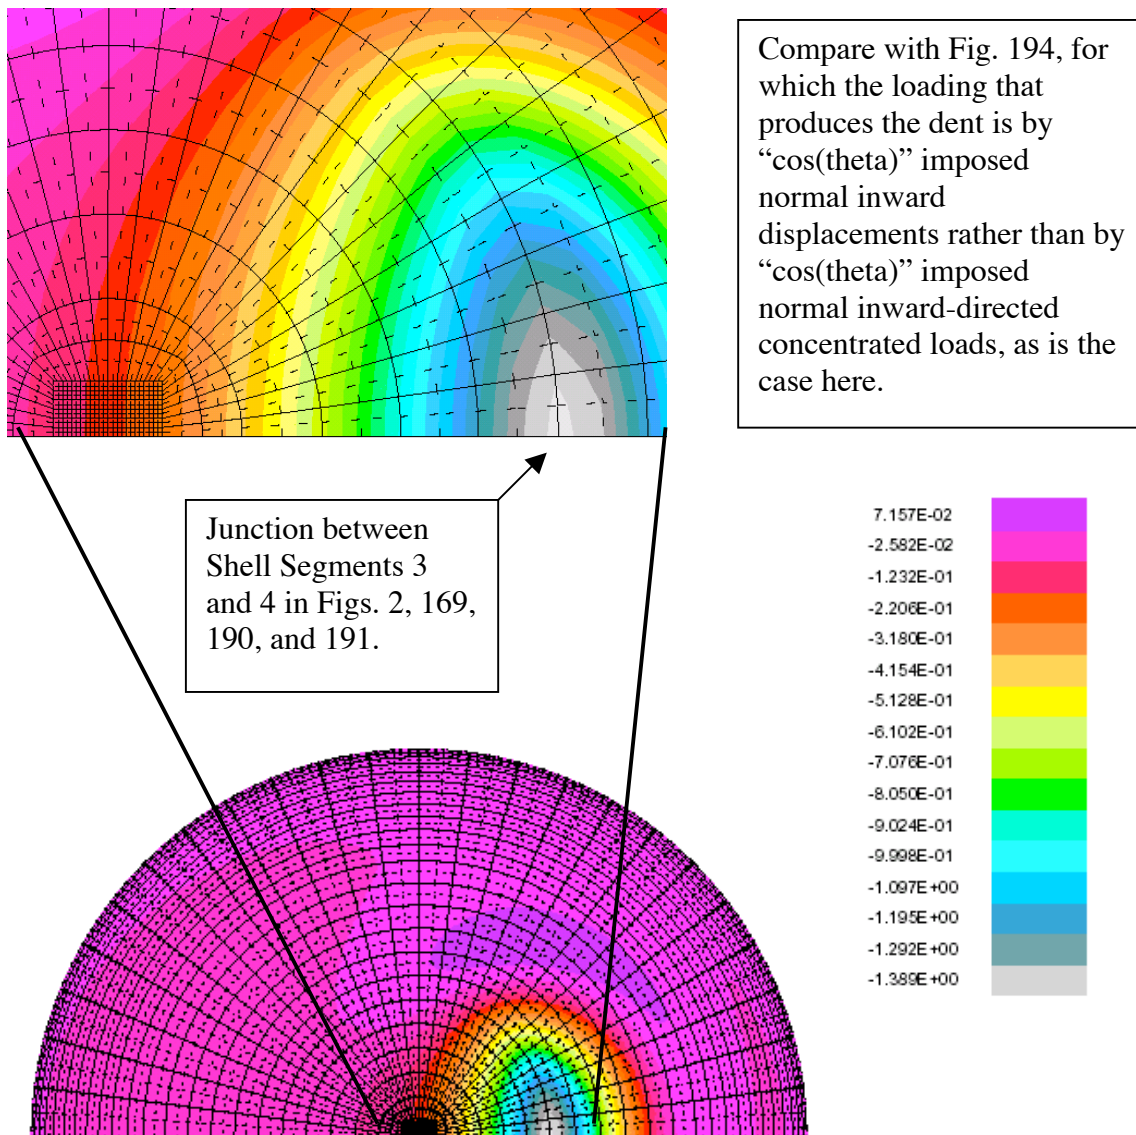 Compare with Fig. 194, for
which the loading that
produces the dent is by
“cos(theta)” imposed
normal inward
displacements rather than by
“cos(theta)” imposed
normal inward-directed
concentrated loads, as is the
case here.
Junction between
Shell Segments 3
and 4 in Figs. 2, 169,
190, and 191.
7.157E-02
-2.582E-02
-1.232E-01
-2.206E-01
-3.180E-01
-4.154E-01
-5.128E-01
-6.102E-01
-7.076E-01
-8.050E-01
-9.024E-01
-9.998E-01
-1.097E+00
-1.195E+00
-1.292E+00
-1.389E+00